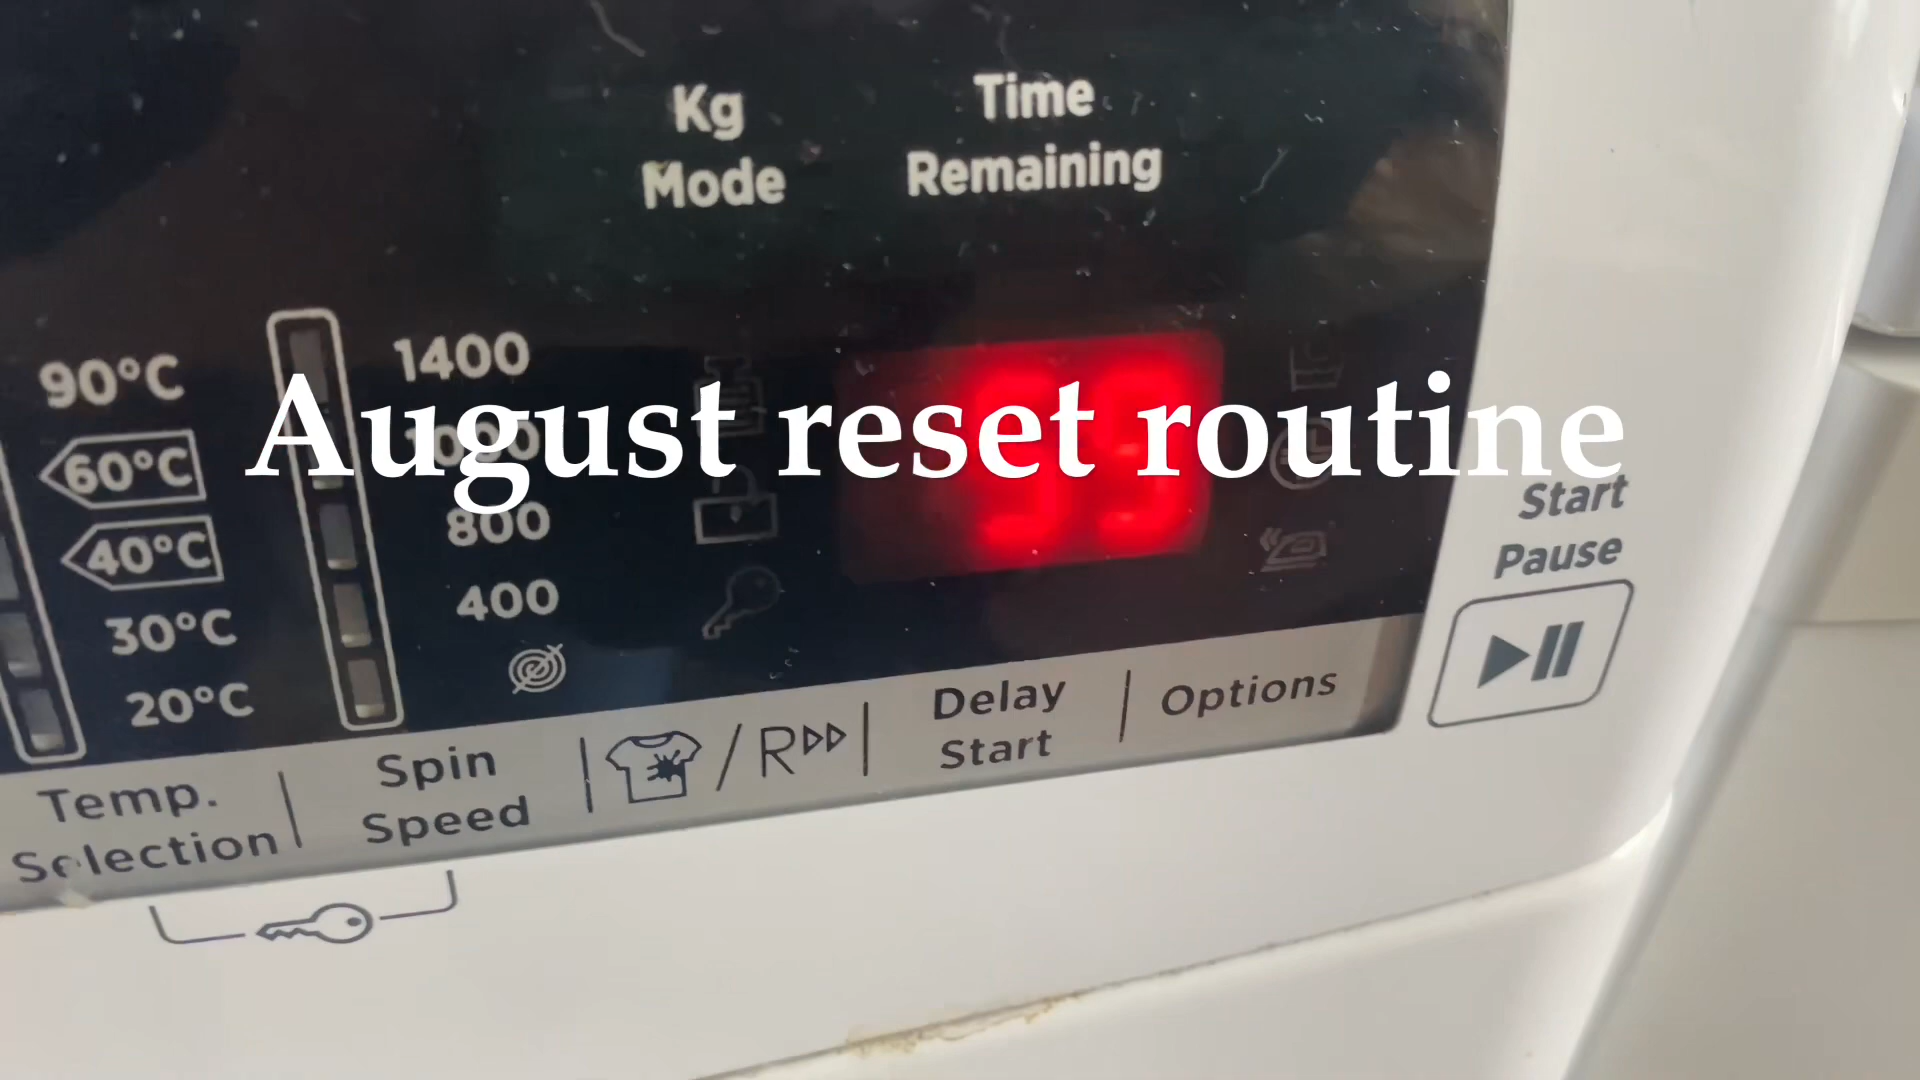 Kg
Mode
Time
Remaining
90°C
60°C
40°C
30°C
20°C
1400
1000
800
400
August reset routine
Start
Pause
Temp.
Selection
Spin
Speed
Delay
Start
Options